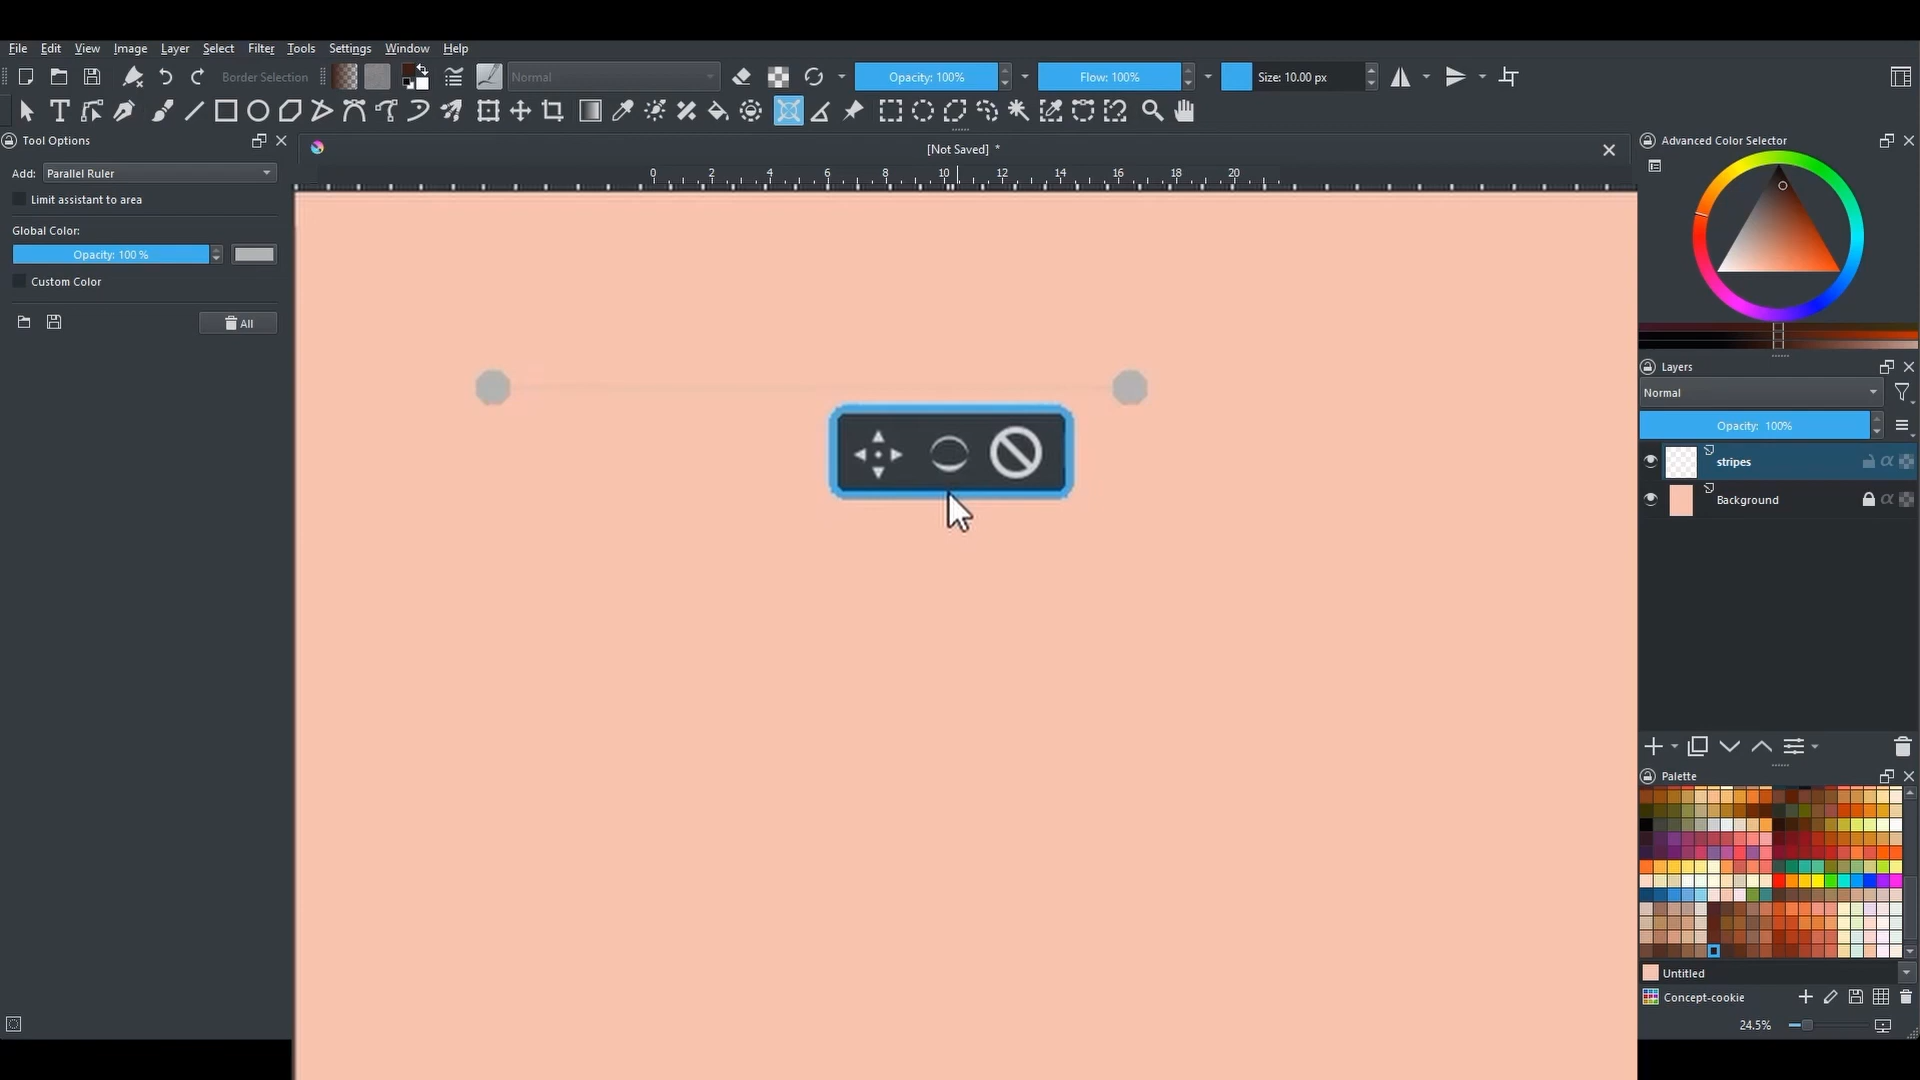 File Edit View Image Layer Select Filter Tools Settings Window Help
Border Selection Normal Opacity: 100% Flow: 100% Size: 10.00 px
Tool Options
[Not Saved] *
Advanced Color Selector
Add: Parallel Ruler
0 2 4 6 8 10 12 14 16 18 20
Limit assistant to area
Global Color:
Opacity: 100 %
Custom Color
All
Layers
Normal
Opacity: 100%
stripes
Background
Palette
Untitled
Concept-cookie
24.5%